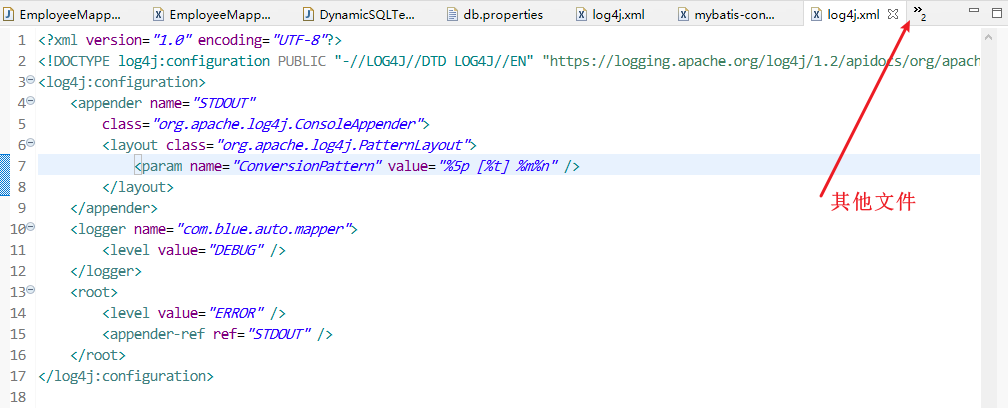 EmployeeMapp... EmployeeMapp... DynamicSQLTe... db.properties log4j.xml mybatis-con... log4j.xml »2
1 <?xml version="1.0" encoding="UTF-8"?>
2 <!DOCTYPE log4j:configuration PUBLIC "-//LOG4J//DTD LOG4J//EN" "https://logging.apache.org/log4j/1.2/apidocs/org/apach
3 <log4j:configuration>
4 <appender name="STDOUT"
5 class="org.apache.log4j.ConsoleAppender">
6 <layout class="org.apache.log4j.PatternLayout">
7 <param name="ConversionPattern" value="%5p [%t] %m%n" />
8 </layout>
其他文件
9 </appender>
10 <logger name="com.blue.auto.mapper">
11 <level value="DEBUG" />
12 </logger>
13 <root>
14 <level value="ERROR" />
15 <appender-ref ref="STDOUT" />
16 </root>
17 </log4j:configuration>
18